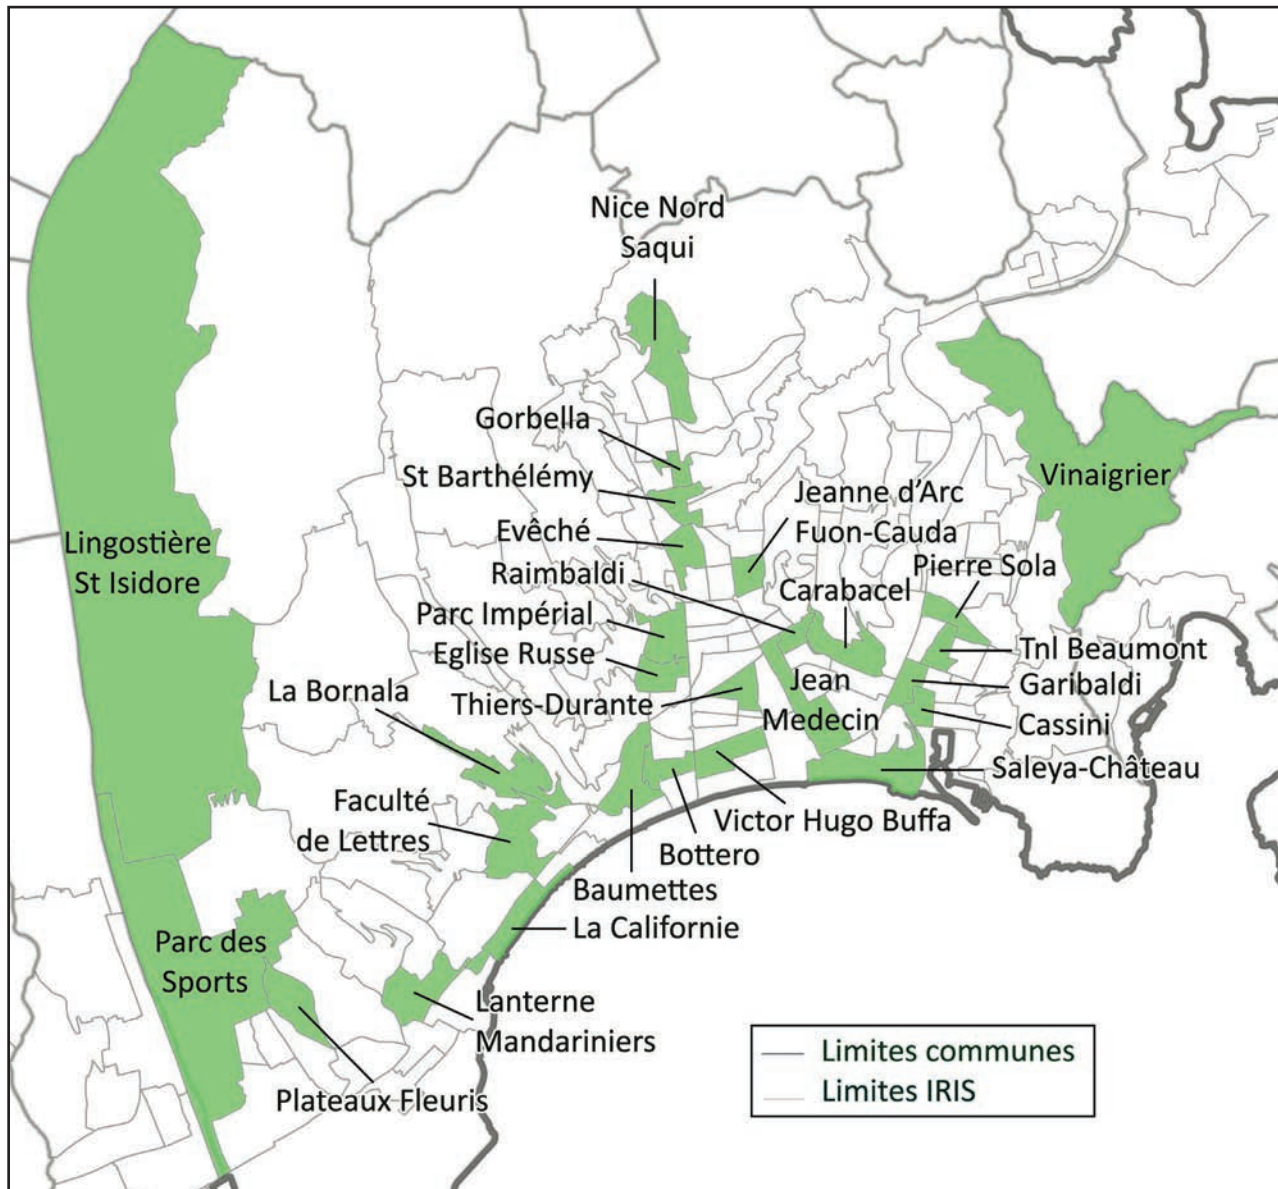 Nice Nord
Saqui
Gorbella
St Barthélémy
Jeanne d'Arc
Fuon-Cauda
Evêché
Vinaigrier
Lingostière
St Isidore
Raimbaldi
Carabacel
Pierre Sola
Parc Impérial
Eglise Russe
Tnl Beaumont
La Bornala
Thiers-Durante
Jean
Medecin
Garibaldi
Cassini
Saleya-Château
Faculté
de Lettres
Victor Hugo Buffa
Bottero
Baumettes
La Californie
Parc des
Sports
Lanterne
Mandariniers
Plateaux Fleuris
Limites communes
Limites IRIS